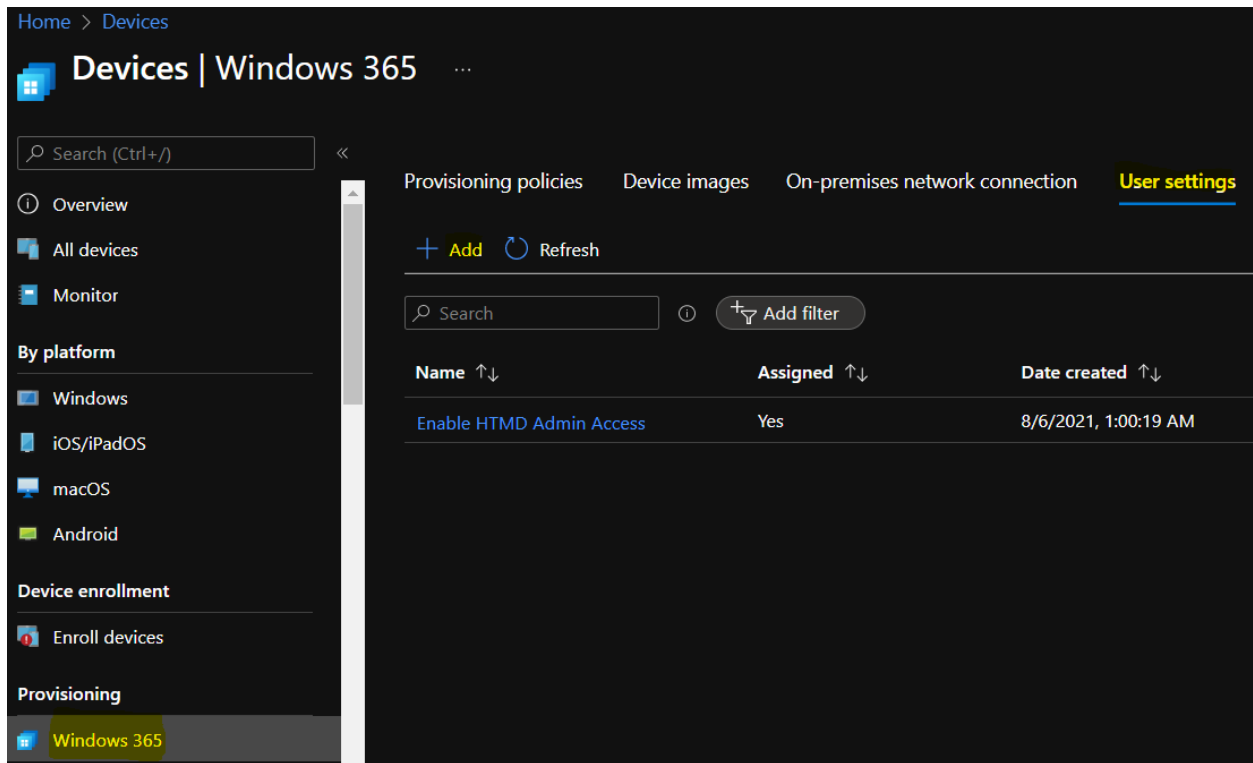 Home > Devices
Devices | Windows 365 ...
Search (Ctrl+/) «
Overview
All devices
Monitor
By platform
Windows
iOS/iPadOS
macOS
Android
Device enrollment
Enroll devices
Provisioning
Windows 365
Provisioning policies Device images On-premises network connection User settings
+ Add Refresh
Search Add filter
Name ↑↓ Assigned ↑↓ Date created ↑↓
Enable HTMD Admin Access Yes 8/6/2021, 1:00:19 AM